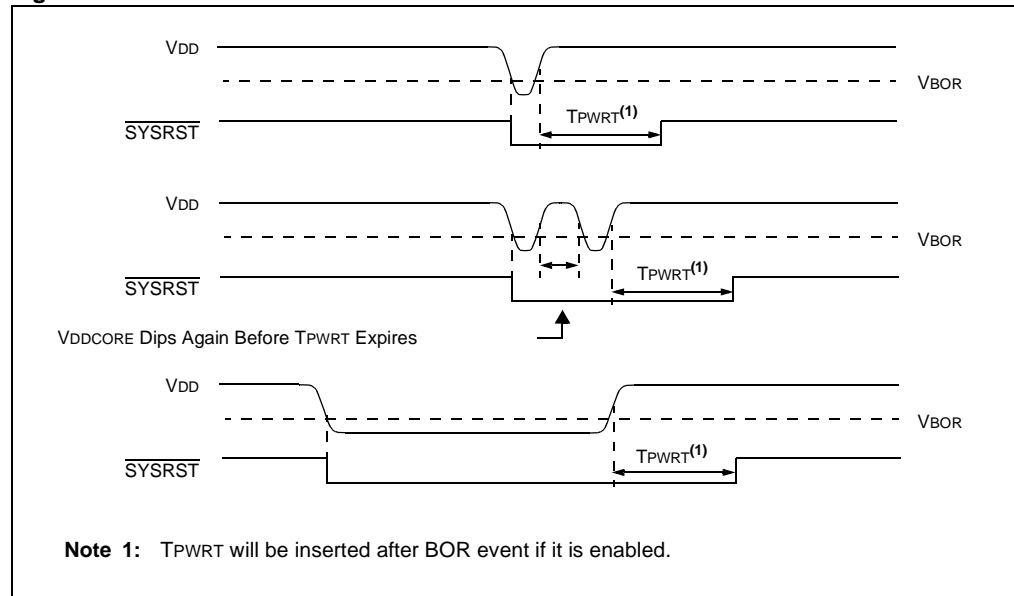 VDD
VBOR
TPWRT(1)
SYSRST
VDD
VBOR
TPWRT(1)
SYSRST
VDDCORE Dips Again Before TPWRT Expires
VDD
VBOR
TPWRT(1)
SYSRST
Note 1: TPWRT will be inserted after BOR event if it is enabled.